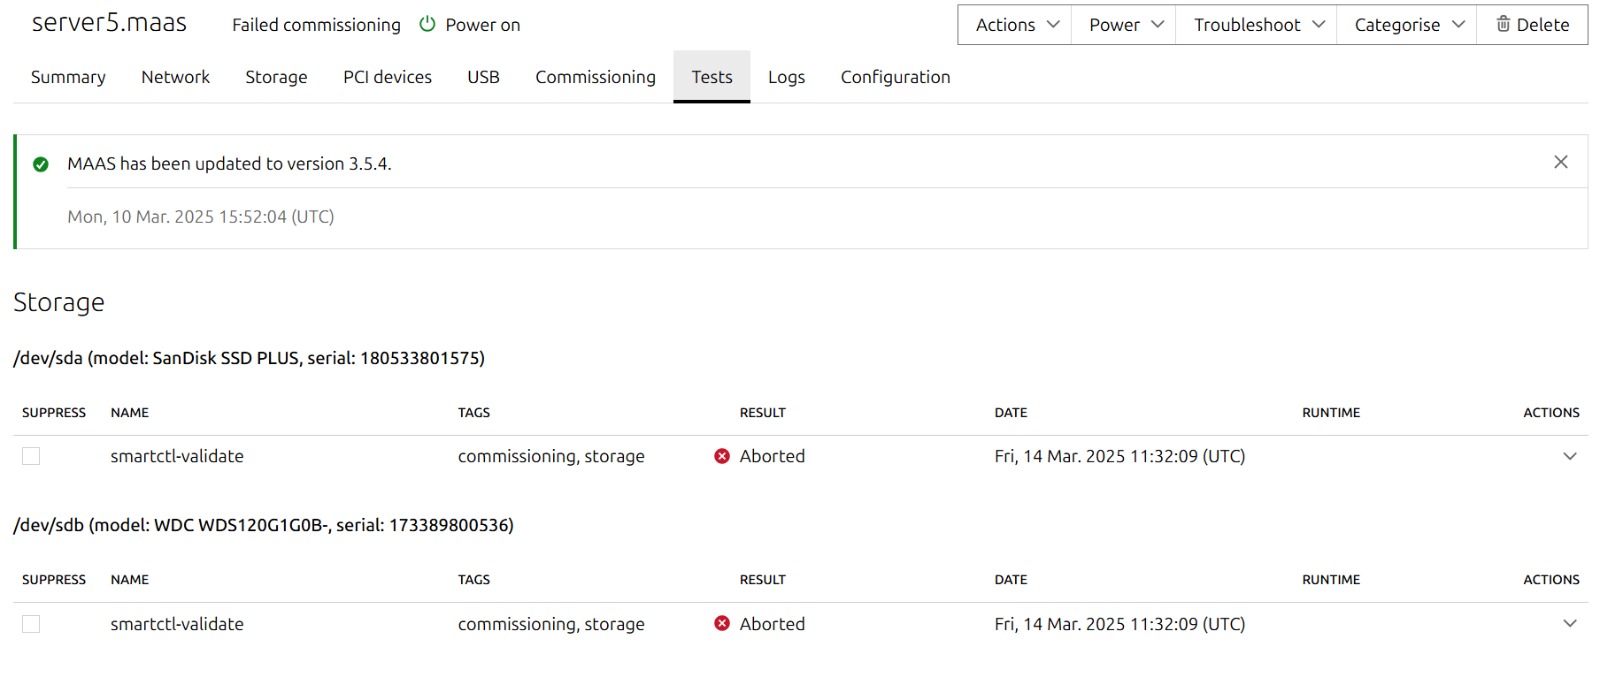 server5.maas Failed commissioning Power on Actions Power Troubleshoot Categorise Delete
Summary Network Storage PCI devices USB Commissioning Tests Logs Configuration
MAAS has been updated to version 3.5.4.
Mon, 10 Mar. 2025 15:52:04 (UTC)
Storage
/dev/sda (model: SanDisk SSD PLUS, serial: 180533801575)
SUPPRESS NAME TAGS RESULT DATE RUNTIME ACTIONS
smartctl-validate commissioning, storage Aborted Fri, 14 Mar. 2025 11:32:09 (UTC)
/dev/sdb (model: WDC WDS120G1G0B-, serial: 173389800536)
SUPPRESS NAME TAGS RESULT DATE RUNTIME ACTIONS
smartctl-validate commissioning, storage Aborted Fri, 14 Mar. 2025 11:32:09 (UTC)